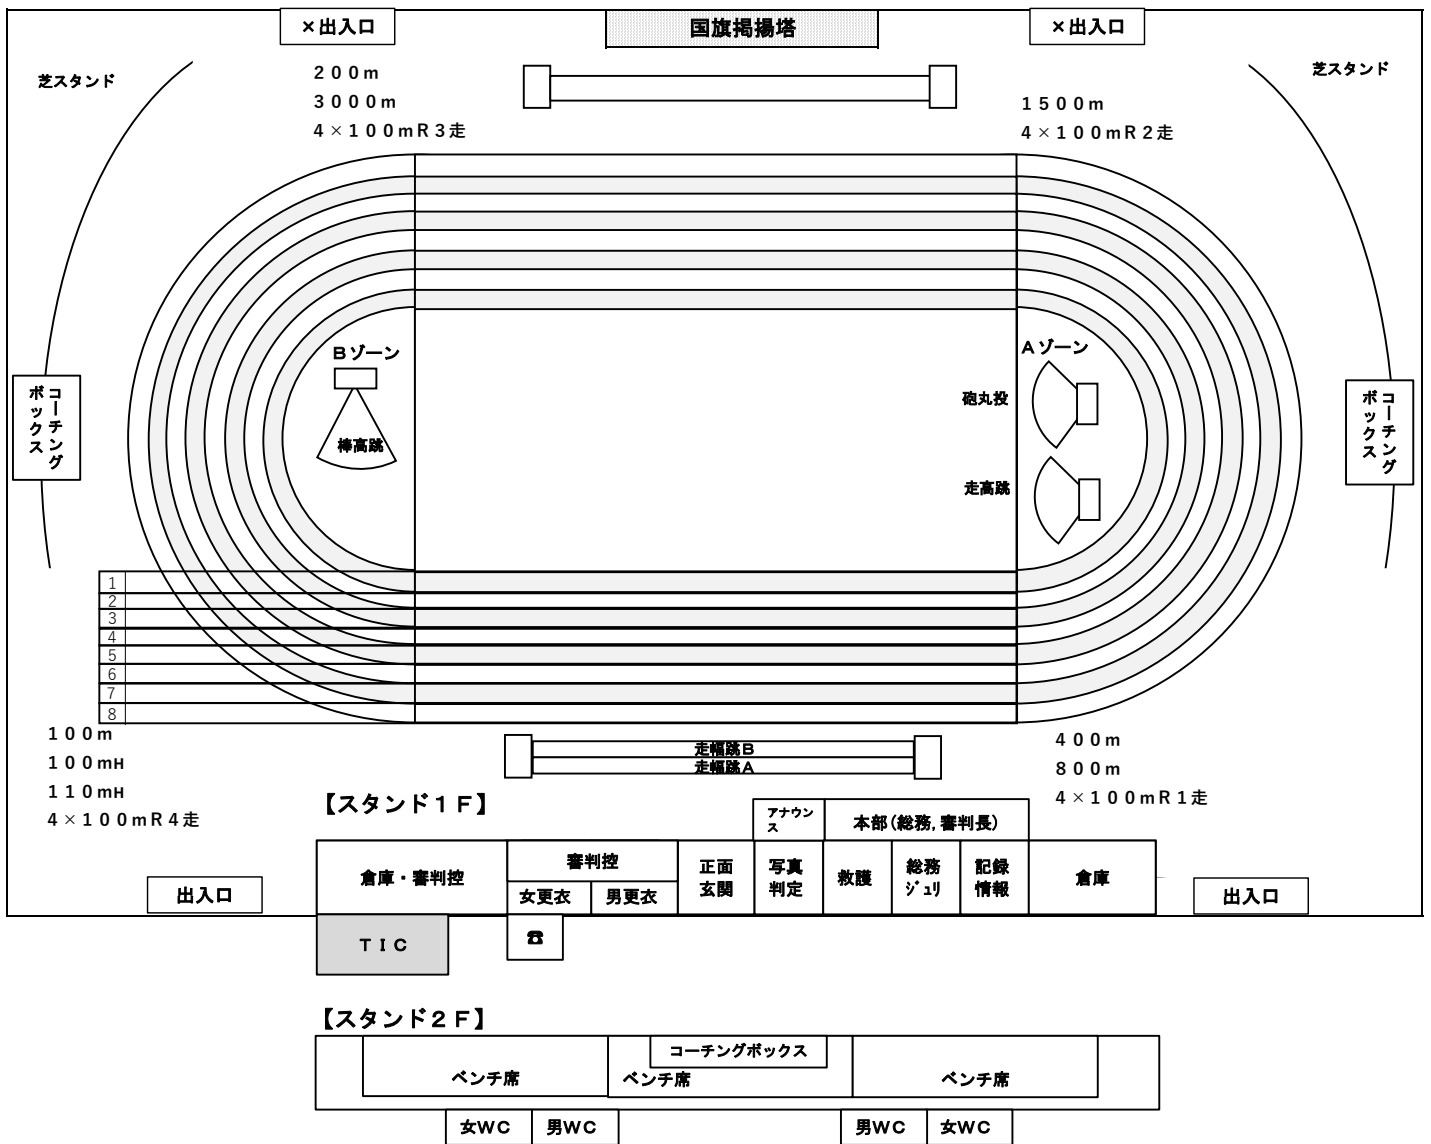 ×出入口
国旗掲揚塔
×出入口
芝スタンド
芝スタンド
200m
3000m
4×100mR3走
1500m
4×100mR2走
Bゾーン
棒高跳
Aゾーン
砲丸投
走高跳
コーチング
ボックス
コーチング
ボックス
1
2
3
4
5
6
7
8
100m
100mH
110mH
4×100mR4走
走幅跳B
走幅跳A
400m
800m
4×100mR1走
【スタンド1F】
アナウン
ス
本部(総務,審判長)
倉庫・審判控
審判控
女更衣
男更衣
正面
玄関
写真
判定
救護
総務
ジュリ
記録
情報
倉庫
出入口
出入口
TIC
☎
【スタンド2F】
コーチングボックス
ベンチ席
ベンチ席
ベンチ席
女WC
男WC
男WC
女WC